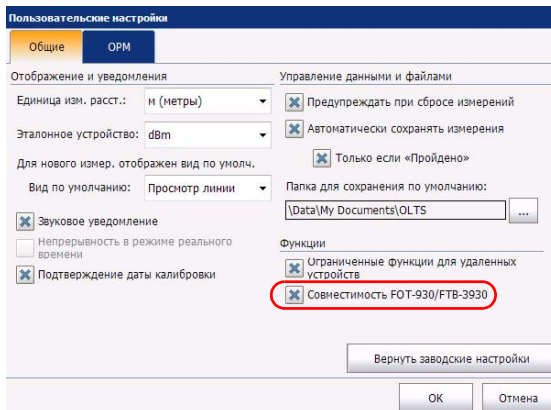 Пользовательские настройки
Общие
OPM
Отображение и уведомления
Единица изм. расст.: м (метры)
Эталонное устройство: dBm
Для нового измер. отображен вид по умолч.
Вид по умолчанию: Просмотр линии
Звуковое уведомление
Непрерывность в режиме реального
времени
Подтверждение даты калибровки
Управление данными и файлами
Предупреждать при сбросе измерений
Автоматически сохранять измерения
Только если «Пройдено»
Папка для сохранения по умолчанию:
\Data\My Documents\OLTS ...
Функции
Ограниченные функции для удаленных
устройств
Совместимость FOT-930/FTB-3930
Вернуть заводские настройки
OK
Отмена